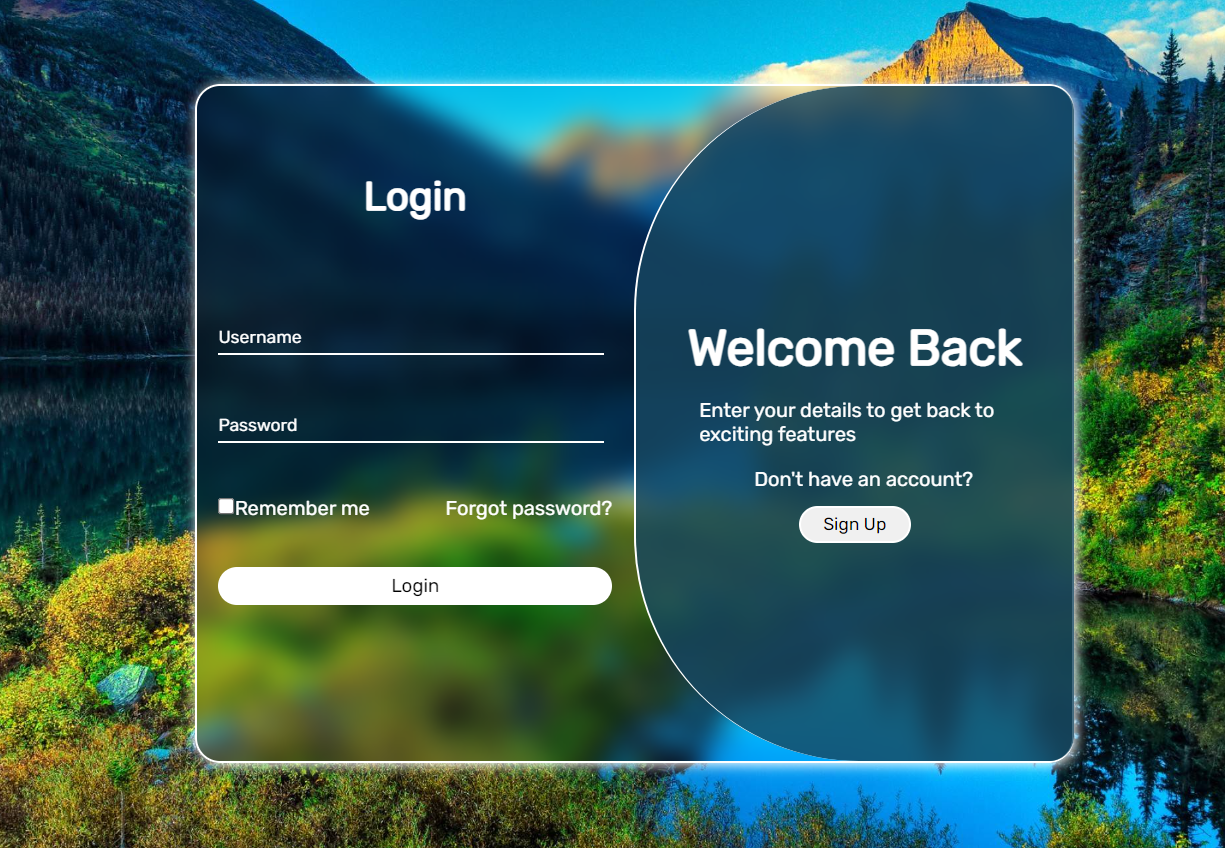 Login
Username
Password
Remember me
Forgot password?
Login
Welcome Back
Enter your details to get back to
exciting features
Don't have an account?
Sign Up